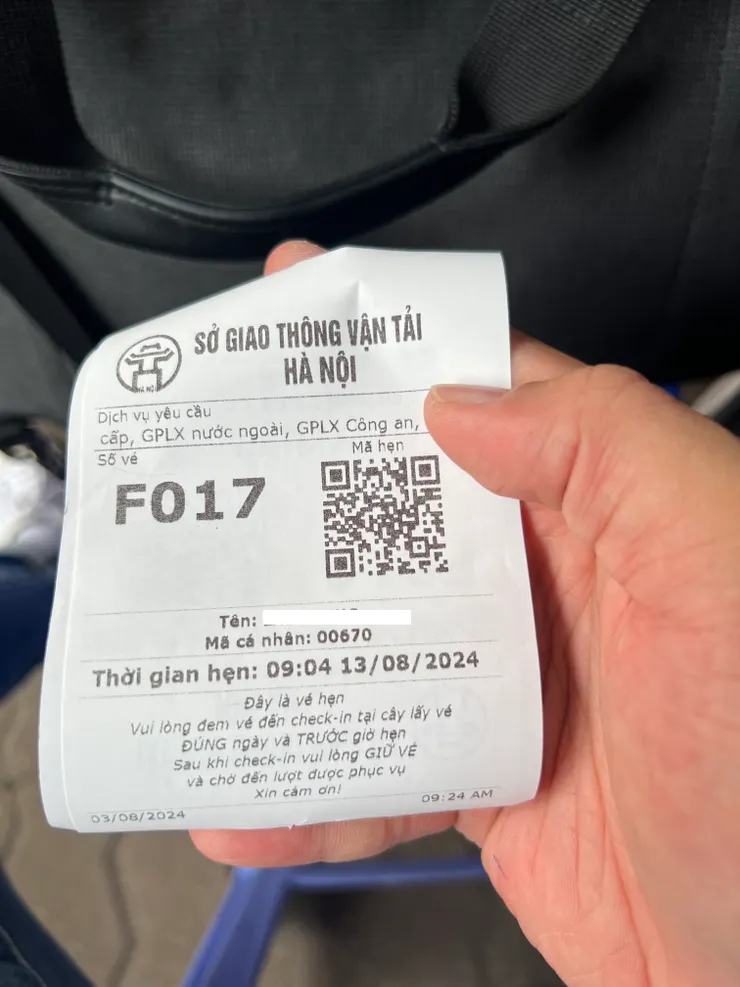 SỞ GIAO THÔNG VẬN TẢI
HÀ NỘI
HÀ NỘI
Dịch vụ yêu cầu
cấp, GPLX nước ngoài, GPLX Công an,
Số vé
Mã hẹn
F017
Tên:
Mã cá nhân: 00670
Thời gian hẹn: 09:04 13/08/2024
Đây là vé hẹn
Vui lòng đem vé đến check-in tại cây lấy vé
ĐÚNG ngày và TRƯỚC giờ hẹn
Sau khi check-in vui lòng GIỮ VÉ
và chờ đến lượt được phục vụ
Xin cảm ơn!
03/08/2024
09:24 AM